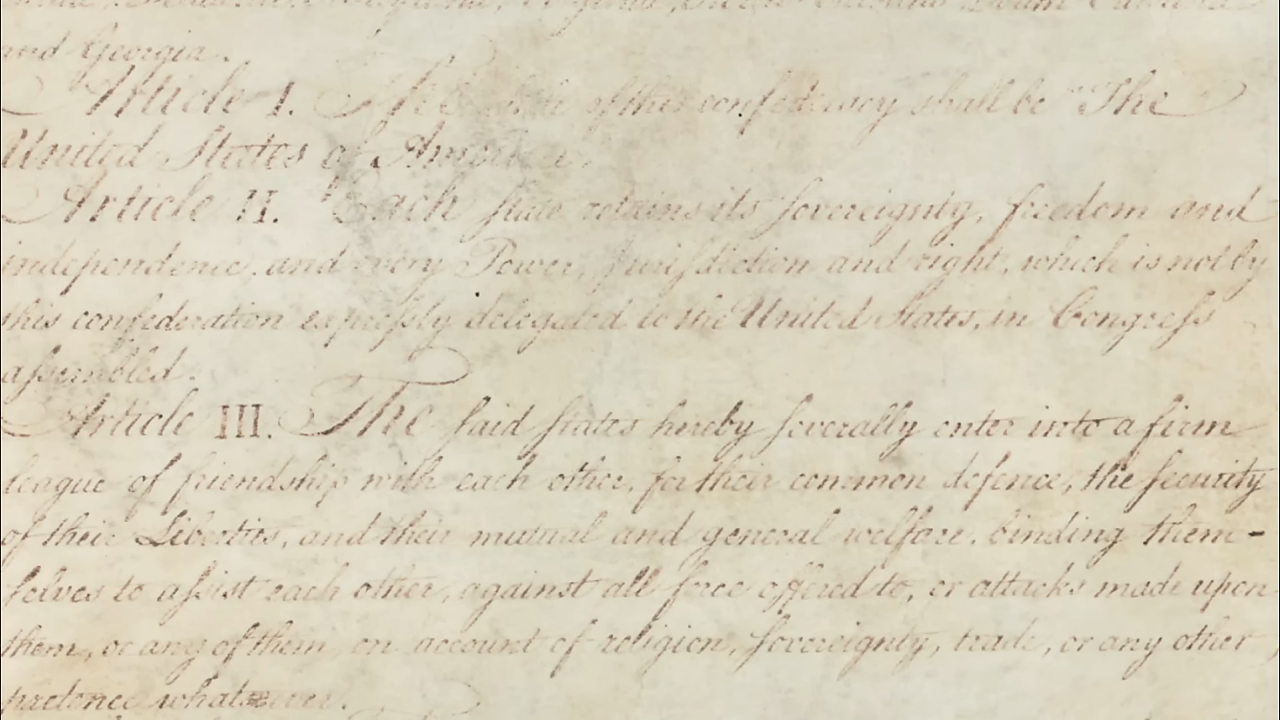 and Georgia.
Article I. The Stile of this confederacy shall be "The
United States of America".
Article II. Each state retains its sovereignty, freedom and
independence, and every Power, Jurisdiction and right, which is not by
this confederation expressly delegated to the United States, in Congress
assembled.
Article III. The said states hereby severally enter into a firm
league of friendship with each other, for their common defence, the security
of their Liberties, and their mutual and general welfare, binding them-
selves to assist each other, against all force offered to, or attacks made upon
them, or any of them, on account of religion, sovereignty, trade, or any other
pretence whatever.